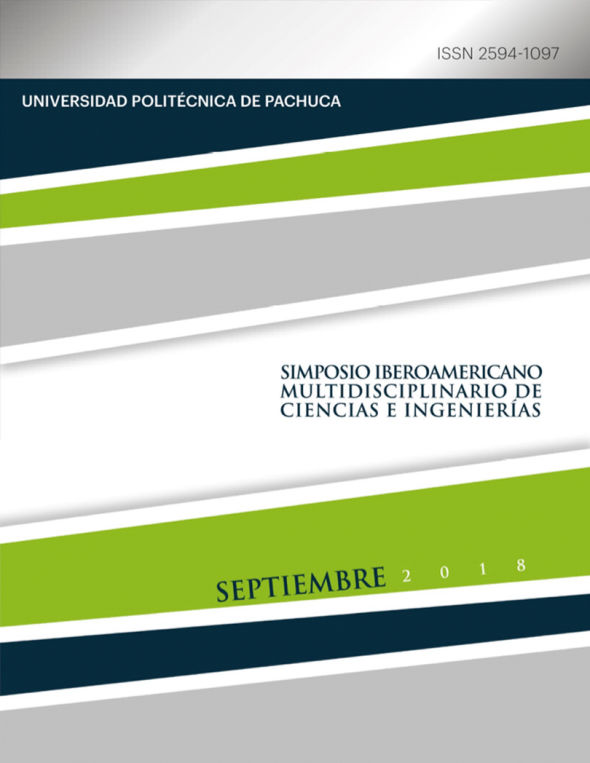 ISSN 2594-1097
UNIVERSIDAD POLITÉCNICA DE PACHUCA
SIMPOSIO IBEROAMERICANO
MULTIDISCIPLINARIO DE
CIENCIAS E INGENIERÍAS
SEPTIEMBRE 2 0 1 8